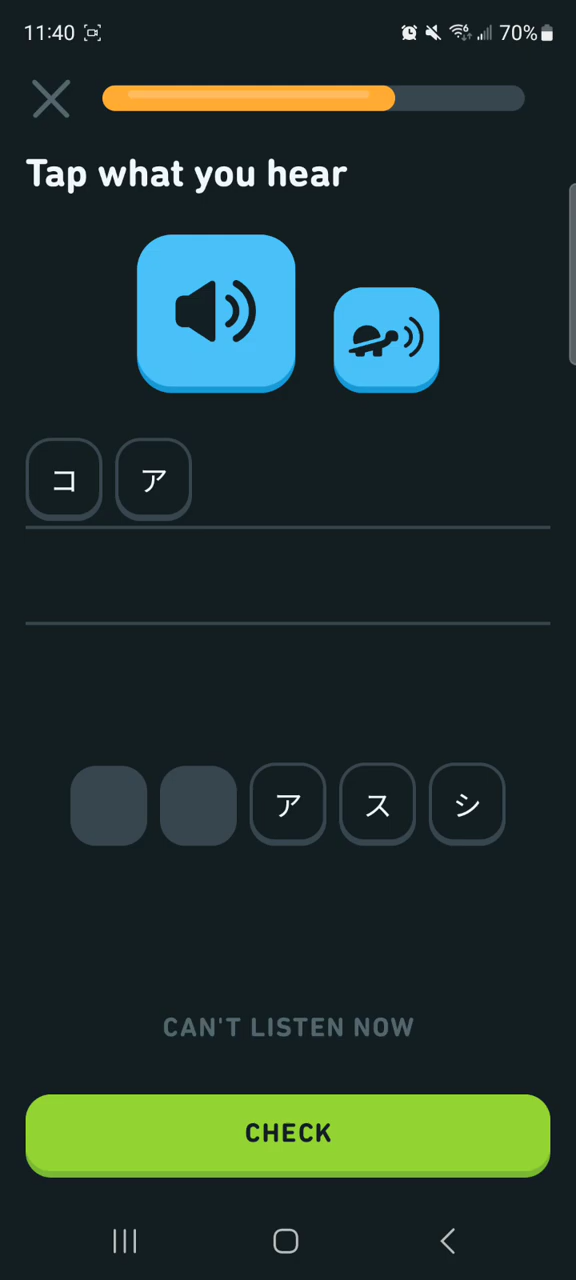 11:40 70%
Tap what you hear
コ ア
ア ス シ
CAN'T LISTEN NOW
CHECK